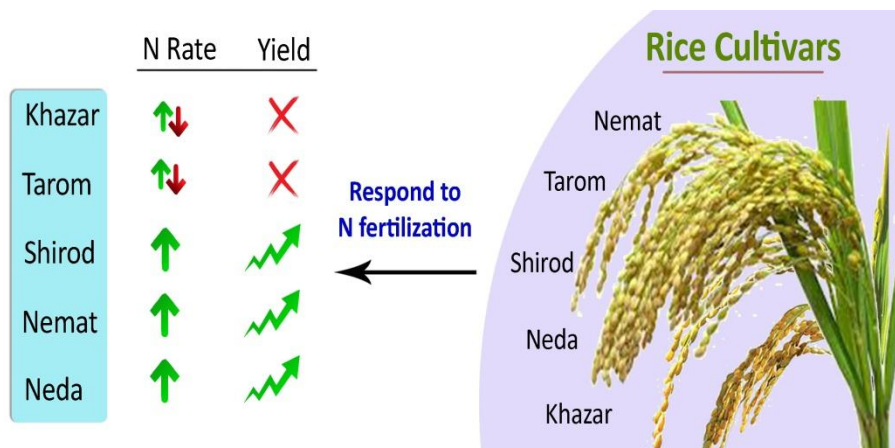 N Rate Yield
Khazar
Tarom
Shirod
Nemat
Neda
Respond to
N fertilization
Rice Cultivars
Nemat
Tarom
Shirod
Neda
Khazar